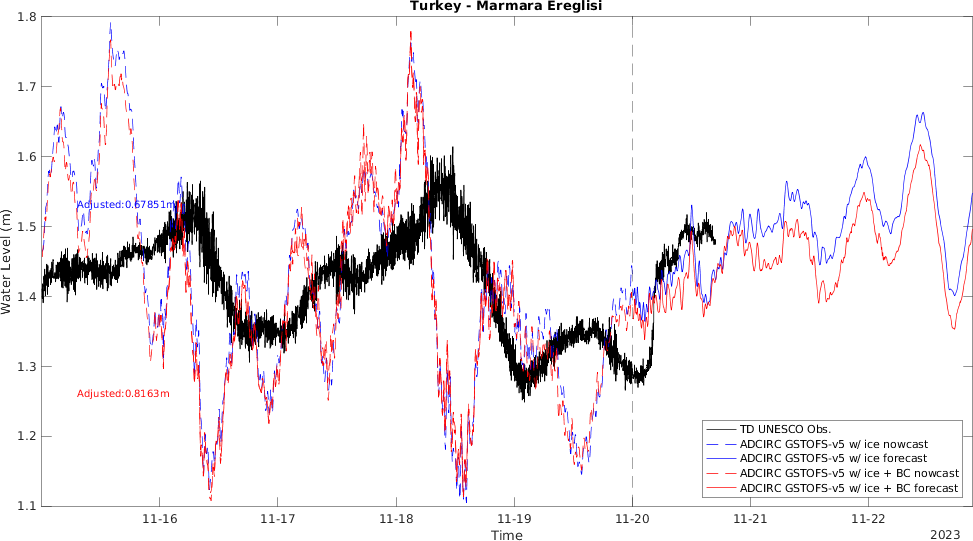 Turkey - Marmara Ereglisi
1.8
1.7
1.6
1.5
1.4
1.3
1.2
1.1
Water Level (m)
Adjusted:0.67851m
Adjusted:0.8163m
TD UNESCO Obs.
ADCIRC GSTOFS-v5 w/ ice nowcast
ADCIRC GSTOFS-v5 w/ ice forecast
ADCIRC GSTOFS-v5 w/ ice + BC nowcast
ADCIRC GSTOFS-v5 w/ ice + BC forecast
11-16 11-17 11-18 11-19 11-20 11-21 11-22
Time
2023